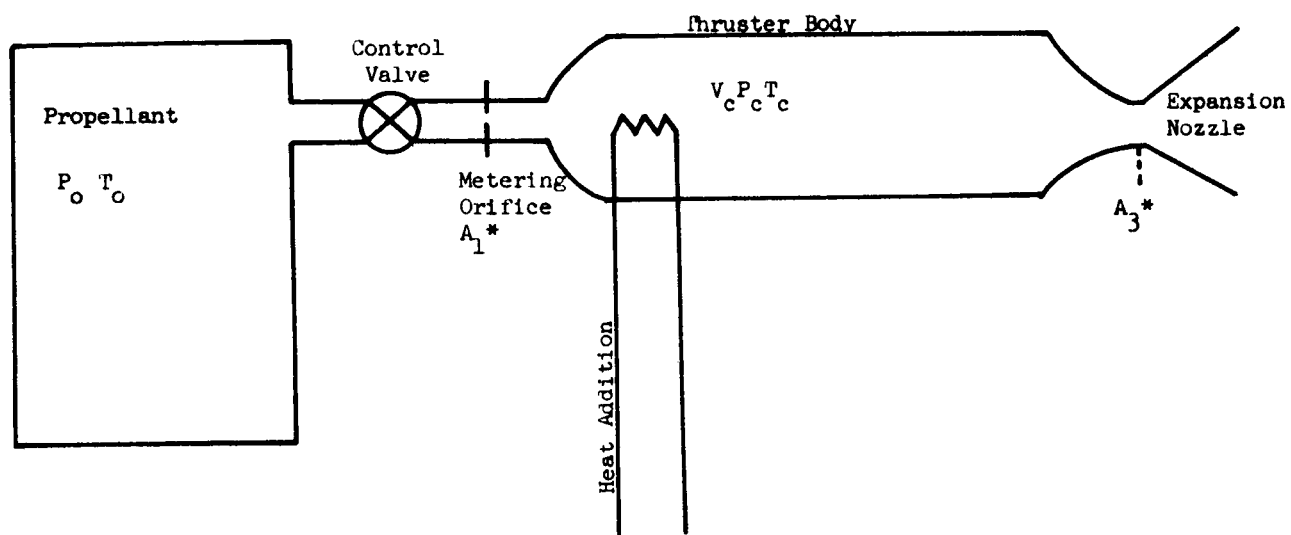 Thruster Body
Control
Valve
V_c P_c T_c
Propellant
Expansion
Nozzle
P_o T_o
Metering
Orifice
A_1*
A_3*
Heat Addition